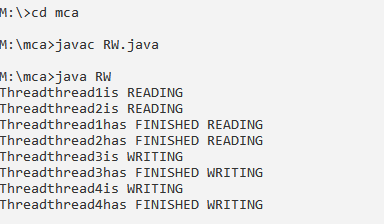 M:\>cd mca
M:\mca>javac RW.java
M:\mca>java RW
Threadthread1is READING
Threadthread2is READING
Threadthread1has FINISHED READING
Threadthread2has FINISHED READING
Threadthread3is WRITING
Threadthread3has FINISHED WRITING
Threadthread4is WRITING
Threadthread4has FINISHED WRITING